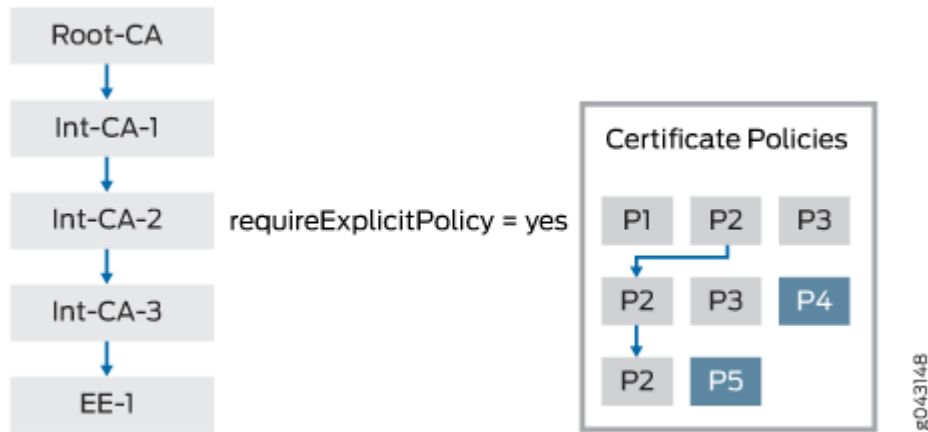 Root-CA
Int-CA-1
Int-CA-2
Int-CA-3
EE-1
requireExplicitPolicy = yes
Certificate Policies
P1 P2 P3
P2 P3 P4
P2 P5
g043148